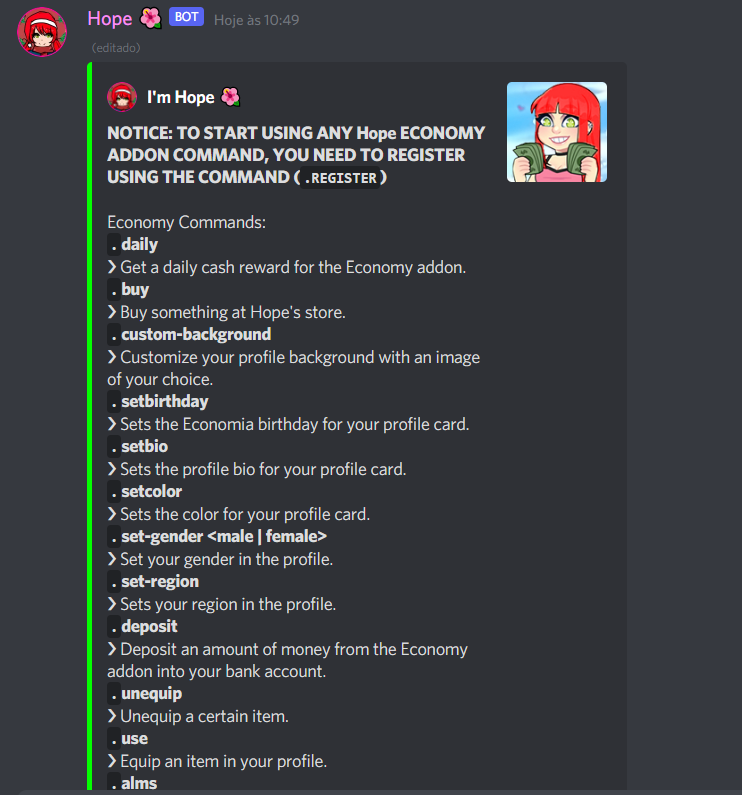 Hope 🌺 BOT Hoje às 10:49
(editado)
I'm Hope 🌺
NOTICE: TO START USING ANY Hope ECONOMY
ADDON COMMAND, YOU NEED TO REGISTER
USING THE COMMAND ( .REGISTER )
Economy Commands:
. daily
❯ Get a daily cash reward for the Economy addon.
. buy
❯ Buy something at Hope's store.
. custom-background
❯ Customize your profile background with an image
of your choice.
. setbirthday
❯ Sets the Economia birthday for your profile card.
. setbio
❯ Sets the profile bio for your profile card.
. setcolor
❯ Sets the color for your profile card.
. set-gender <male | female>
❯ Set your gender in the profile.
. set-region
❯ Sets your region in the profile.
. deposit
❯ Deposit an amount of money from the Economy
addon into your bank account.
. unequip
❯ Unequip a certain item.
. use
❯ Equip an item in your profile.
. alms